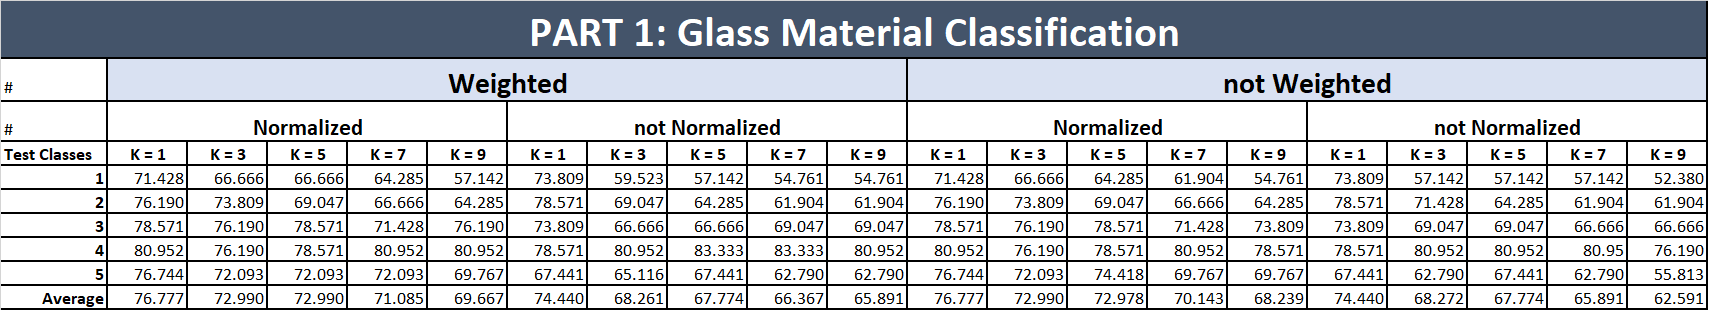 PART 1: Glass Material Classification
# Weighted not Weighted
# Normalized not Normalized Normalized not Normalized
Test Classes K = 1 K = 3 K = 5 K = 7 K = 9 K = 1 K = 3 K = 5 K = 7 K = 9 K = 1 K = 3 K = 5 K = 7 K = 9 K = 1 K = 3 K = 5 K = 7 K = 9
1 71.428 66.666 66.666 64.285 57.142 73.809 59.523 57.142 54.761 54.761 71.428 66.666 64.285 61.904 54.761 73.809 57.142 57.142 57.142 52.380
2 76.190 73.809 69.047 66.666 64.285 78.571 69.047 64.285 61.904 61.904 76.190 73.809 69.047 66.666 64.285 78.571 71.428 64.285 61.904 61.904
3 78.571 76.190 78.571 71.428 76.190 73.809 66.666 66.666 69.047 69.047 78.571 76.190 78.571 71.428 73.809 73.809 69.047 69.047 66.666 66.666
4 80.952 76.190 78.571 80.952 80.952 78.571 80.952 83.333 83.333 80.952 80.952 76.190 78.571 80.952 78.571 78.571 80.952 80.952 80.95 76.190
5 76.744 72.093 72.093 72.093 69.767 67.441 65.116 67.441 62.790 62.790 76.744 72.093 74.418 69.767 69.767 67.441 62.790 67.441 62.790 55.813
Average 76.777 72.990 72.990 71.085 69.667 74.440 68.261 67.774 66.367 65.891 76.777 72.990 72.978 70.143 68.239 74.440 68.272 67.774 65.891 62.591